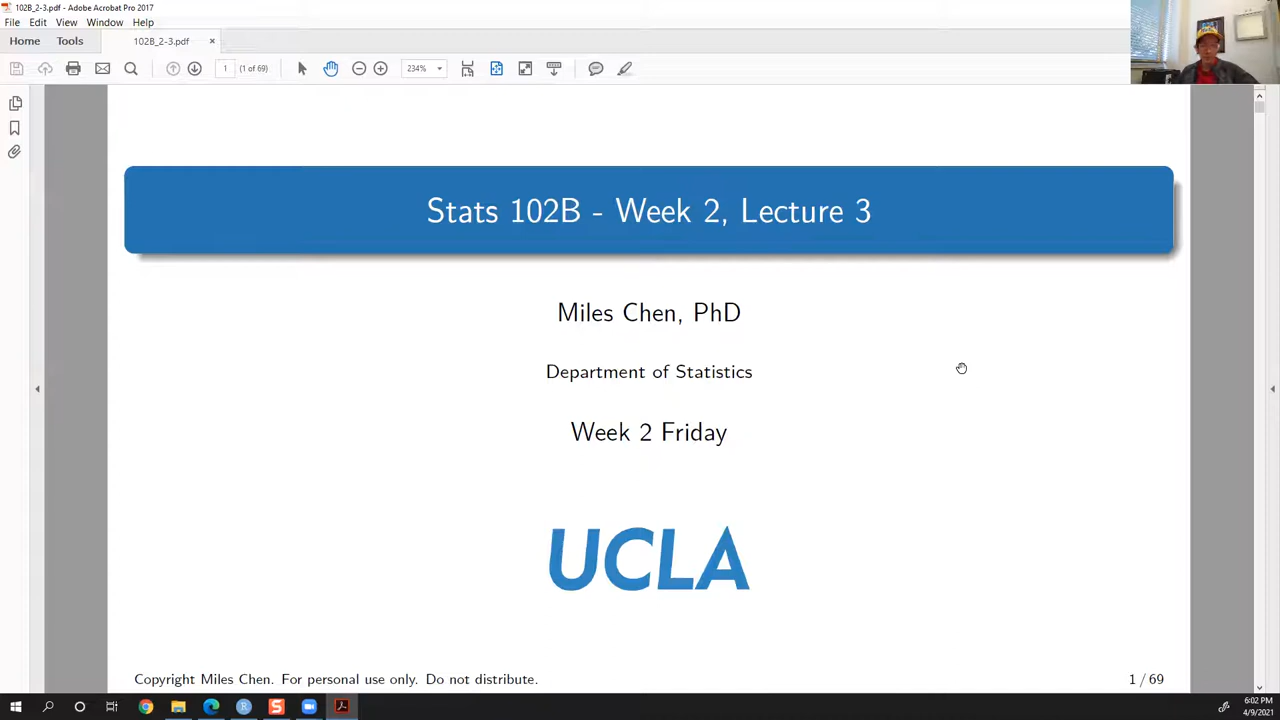 102B_2-3.pdf - Adobe Acrobat Pro 2017
File Edit View Window Help
Home Tools 102B_2-3.pdf ×
1 (1 of 69) 234%
Stats 102B - Week 2, Lecture 3
Miles Chen, PhD
Department of Statistics
Week 2 Friday
UCLA
Copyright Miles Chen. For personal use only. Do not distribute. 1 / 69
6:02 PM
4/9/2021